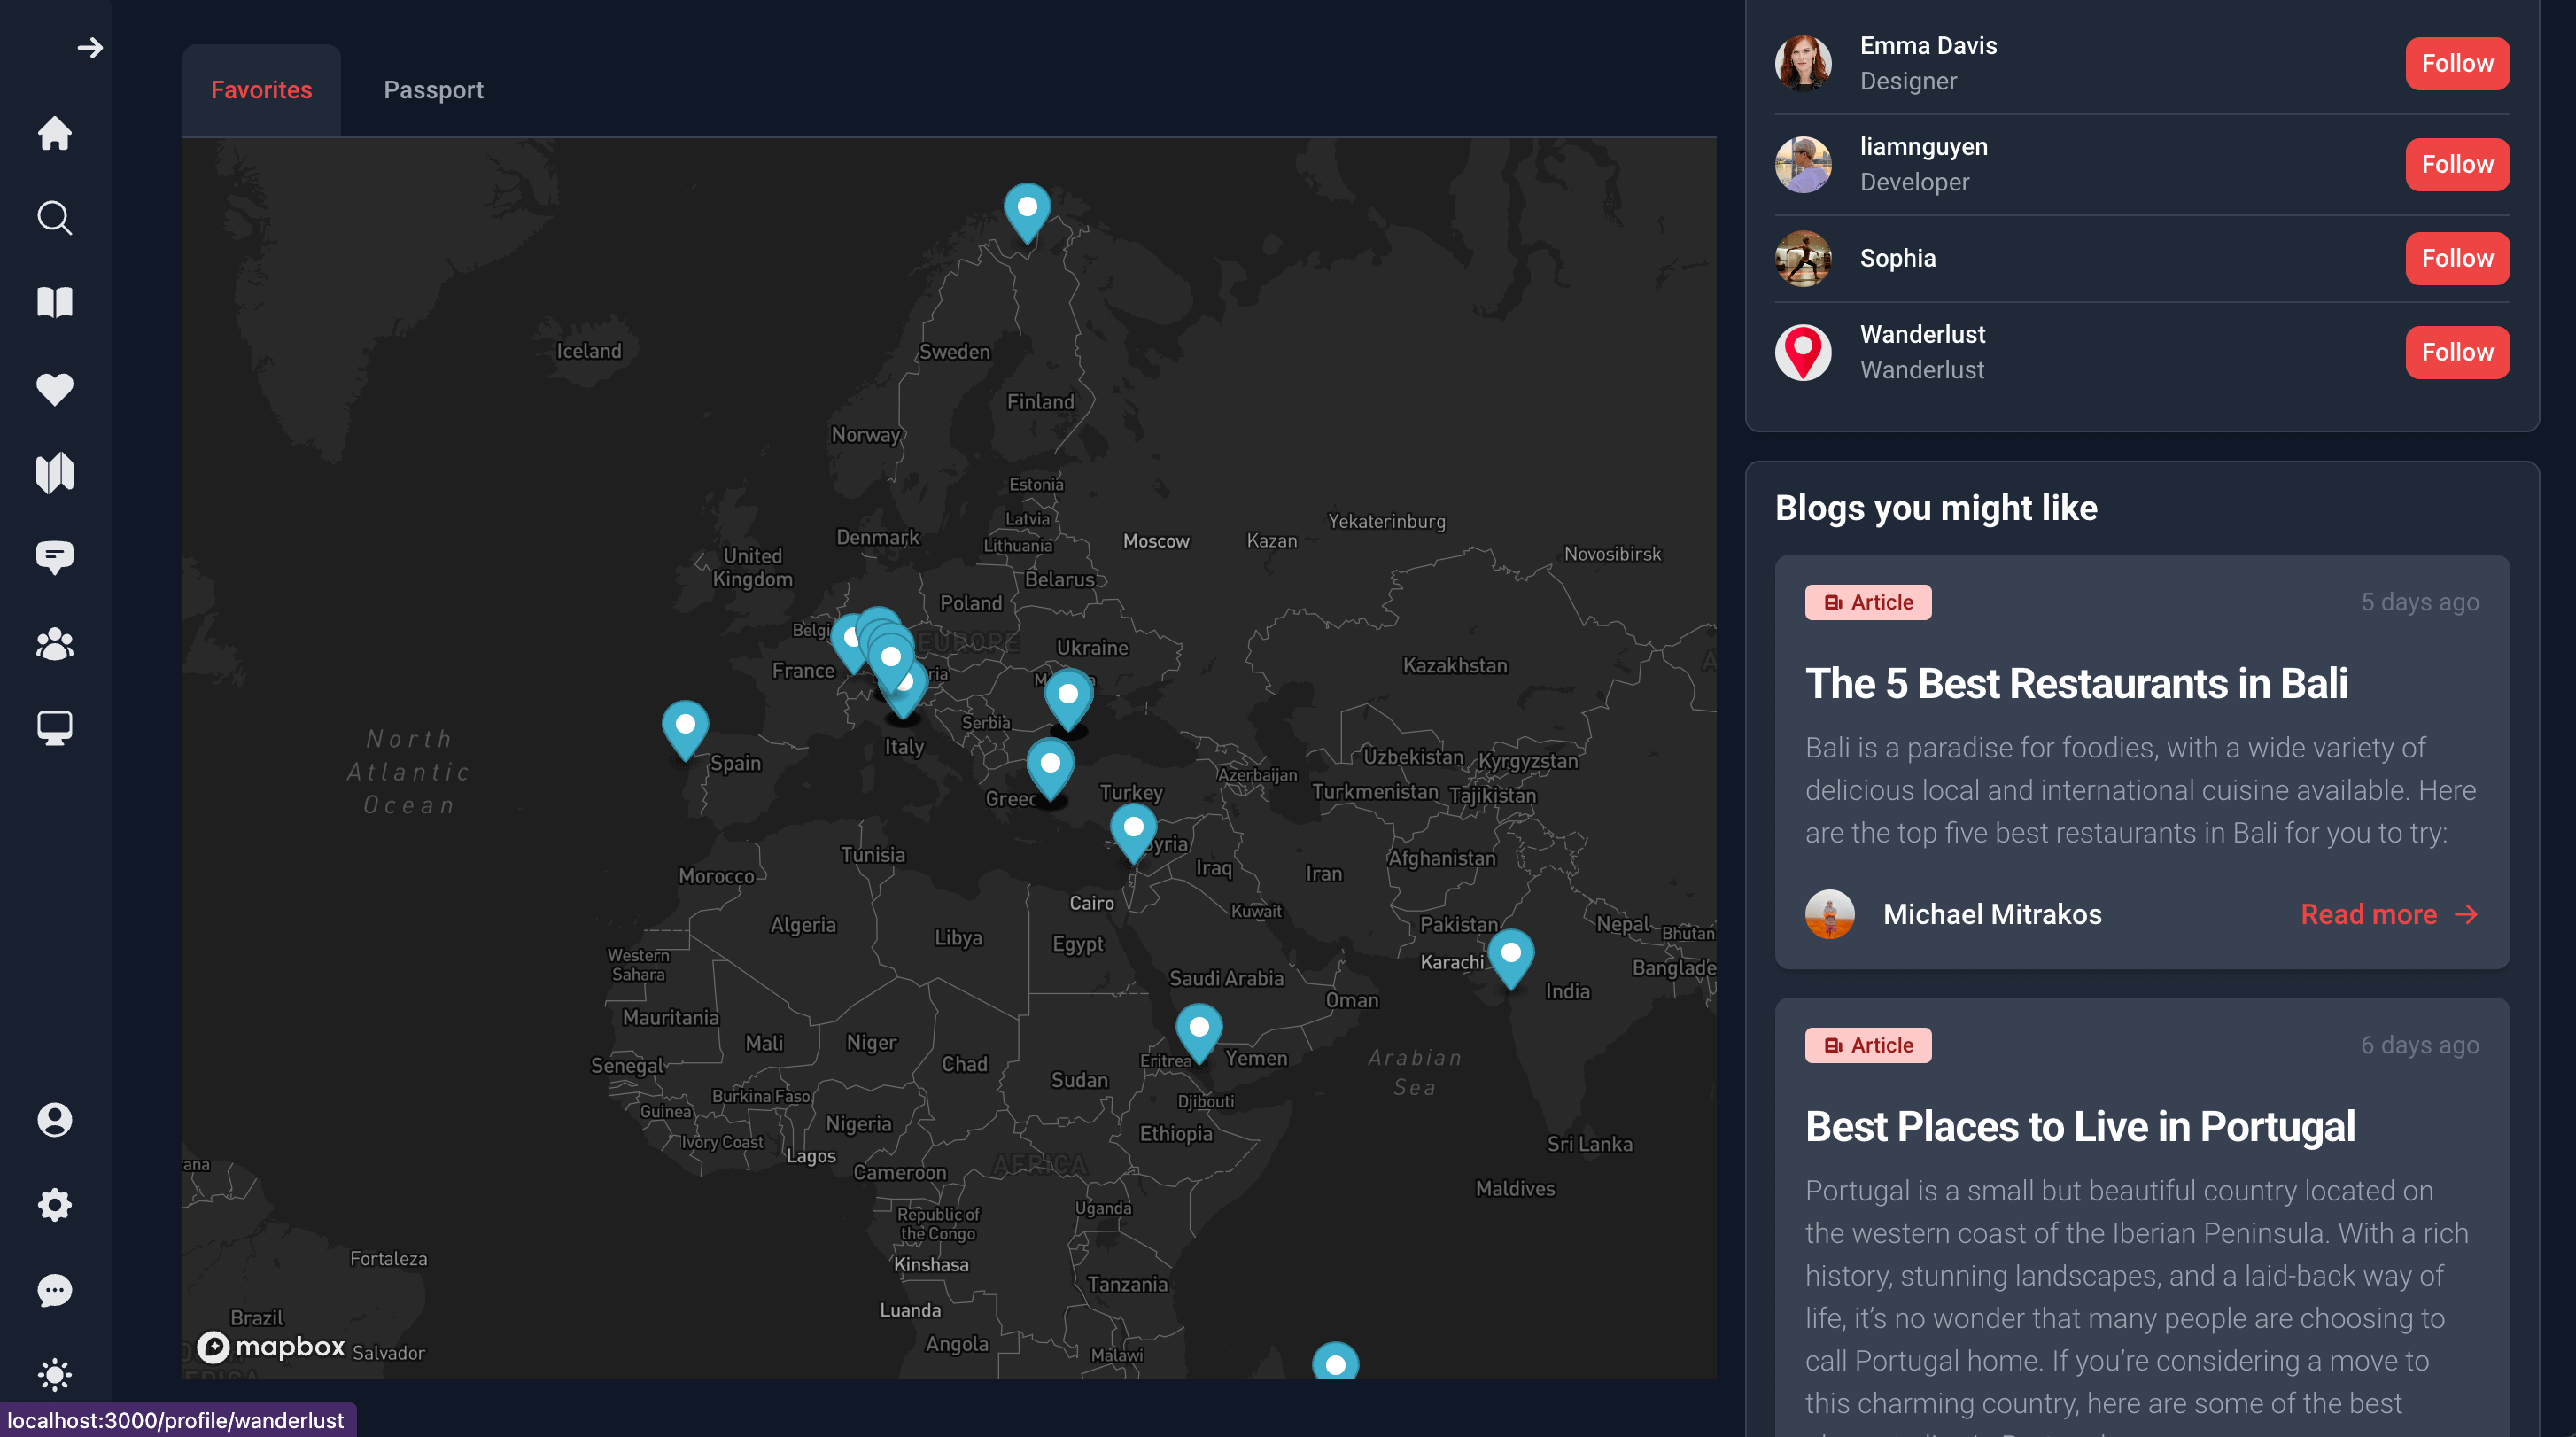 Favorites
Passport
Iceland
Sweden
Finland
Norway
Estonia
Latvia
Denmark
Lithuania
Moscow
Kazan
Yekaterinburg
Novosibirsk
United
Kingdom
Belarus
Poland
Belgi
EUROPE
Ukraine
France
Kazakhstan
Serbia
Italy
North
Atlantic
Ocean
Spain
Uzbekistan
Kyrgyzstan
Azerbaijan
Greec
Turkey
Turkmenistan
Tajikistan
Syria
Tunisia
Morocco
Iraq
Iran
Afghanistan
Cairo
Kuwait
Algeria
Libya
Egypt
Pakistan
Nepal
Bhutan
Western
Sahara
Karachi
Banglade
Saudi Arabia
India
Oman
Mauritania
Mali
Niger
Chad
Eritrea
Yemen
Arabian
Sea
Senegal
Sudan
Burkina Faso
Guinea
Djibouti
Nigeria
Ethiopia
Ivory Coast
Lagos
Sri Lanka
AFRICA
Cameroon
ana
Maldives
Republic of
the Congo
Uganda
Kinshasa
Fortaleza
Tanzania
Luanda
Brazil
Angola
mapbox
Salvador
Malawi
localhost:3000/profile/wanderlust
Emma Davis
Designer
Follow
liamnguyen
Developer
Follow
Sophia
Follow
Wanderlust
Wanderlust
Follow
Blogs you might like
Article
5 days ago
The 5 Best Restaurants in Bali
Bali is a paradise for foodies, with a wide variety of
delicious local and international cuisine available. Here
are the top five best restaurants in Bali for you to try:
Michael Mitrakos
Read more
Article
6 days ago
Best Places to Live in Portugal
Portugal is a small but beautiful country located on
the western coast of the Iberian Peninsula. With a rich
history, stunning landscapes, and a laid-back way of
life, it’s no wonder that many people are choosing to
call Portugal home. If you’re considering a move to
this charming country, here are some of the best